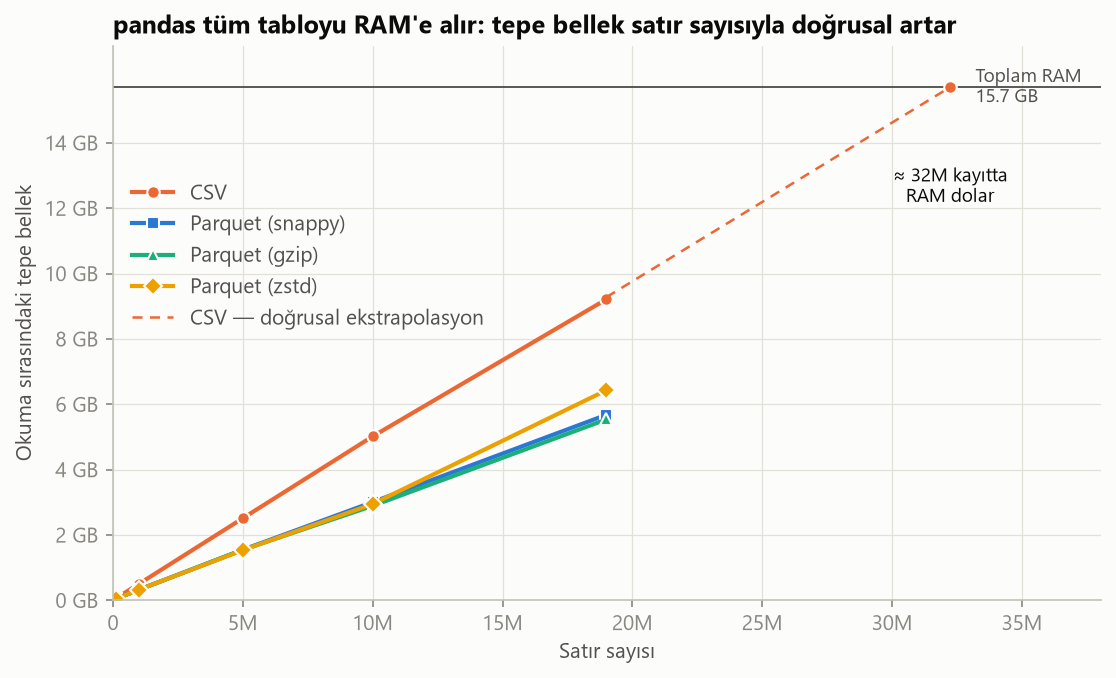 pandas tüm tabloyu RAM'e alır: tepe bellek satır sayısıyla doğrusal artar
Toplam RAM
15.7 GB
≈ 32M kayıtta
RAM dolar
CSV
Parquet (snappy)
Parquet (gzip)
Parquet (zstd)
CSV — doğrusal ekstrapolasyon
Okuma sırasındaki tepe bellek
14 GB
12 GB
10 GB
8 GB
6 GB
4 GB
2 GB
0 GB
0 5M 10M 15M 20M 25M 30M 35M
Satır sayısı